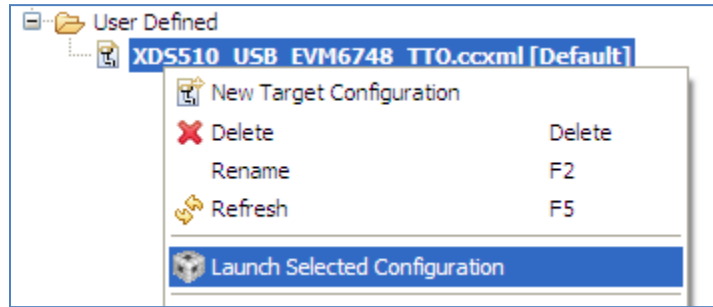 User Defined
XDS510_USB_EVM6748_TTO.ccxml [Default]
New Target Configuration
Delete Delete
Rename F2
Refresh F5
Launch Selected Configuration